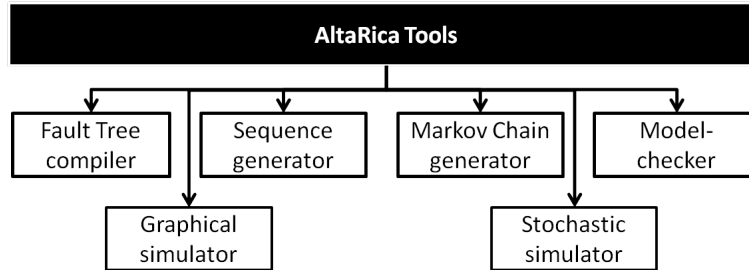 AltaRica Tools
Fault Tree
compiler
Sequence
generator
Markov Chain
generator
Model-
checker
Graphical
simulator
Stochastic
simulator